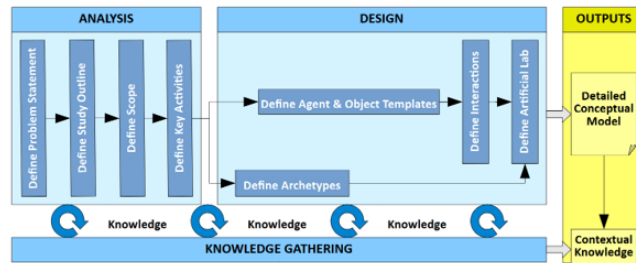 ANALYSIS
DESIGN
OUTPUTS
Define Problem Statement
Define Study Outline
Define Scope
Define Key Activities
Define Agent & Object Templates
Define Archetypes
Define Interactions
Define Artificial Lab
Detailed
Conceptual
Model
Knowledge
Knowledge
Knowledge
Contextual
Knowledge
KNOWLEDGE GATHERING